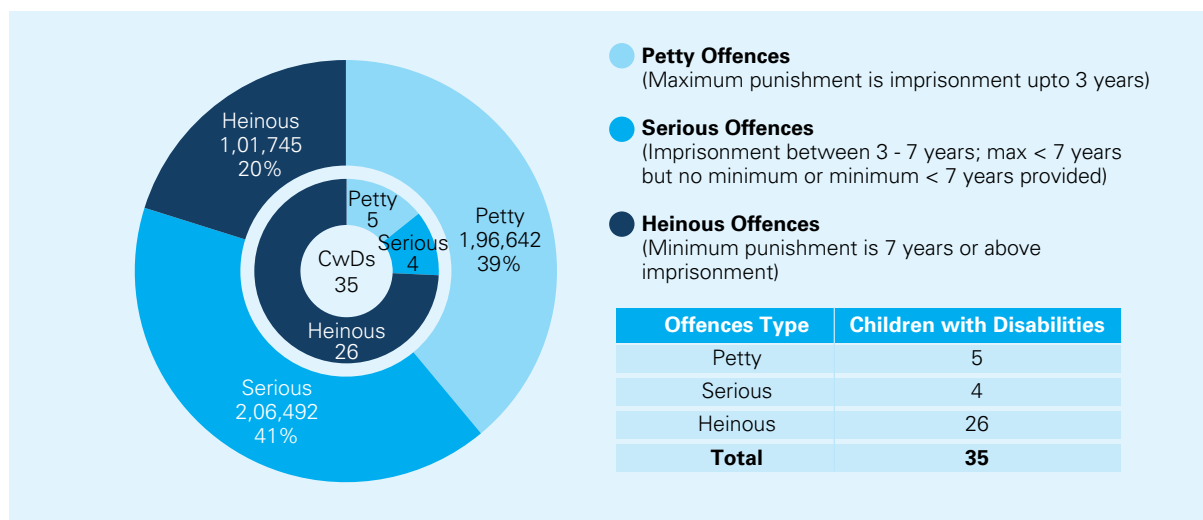 Heinous
1,01,745
20%
Petty
1,96,642
39%
Serious
2,06,492
41%
Petty
5
Serious
4
CwDs
35
Heinous
26
Petty Offences
(Maximum punishment is imprisonment upto 3 years)
Serious Offences
(Imprisonment between 3 - 7 years; max < 7 years
but no minimum or minimum < 7 years provided)
Heinous Offences
(Minimum punishment is 7 years or above
imprisonment)
Offences Type Children with Disabilities
Petty 5
Serious 4
Heinous 26
Total 35